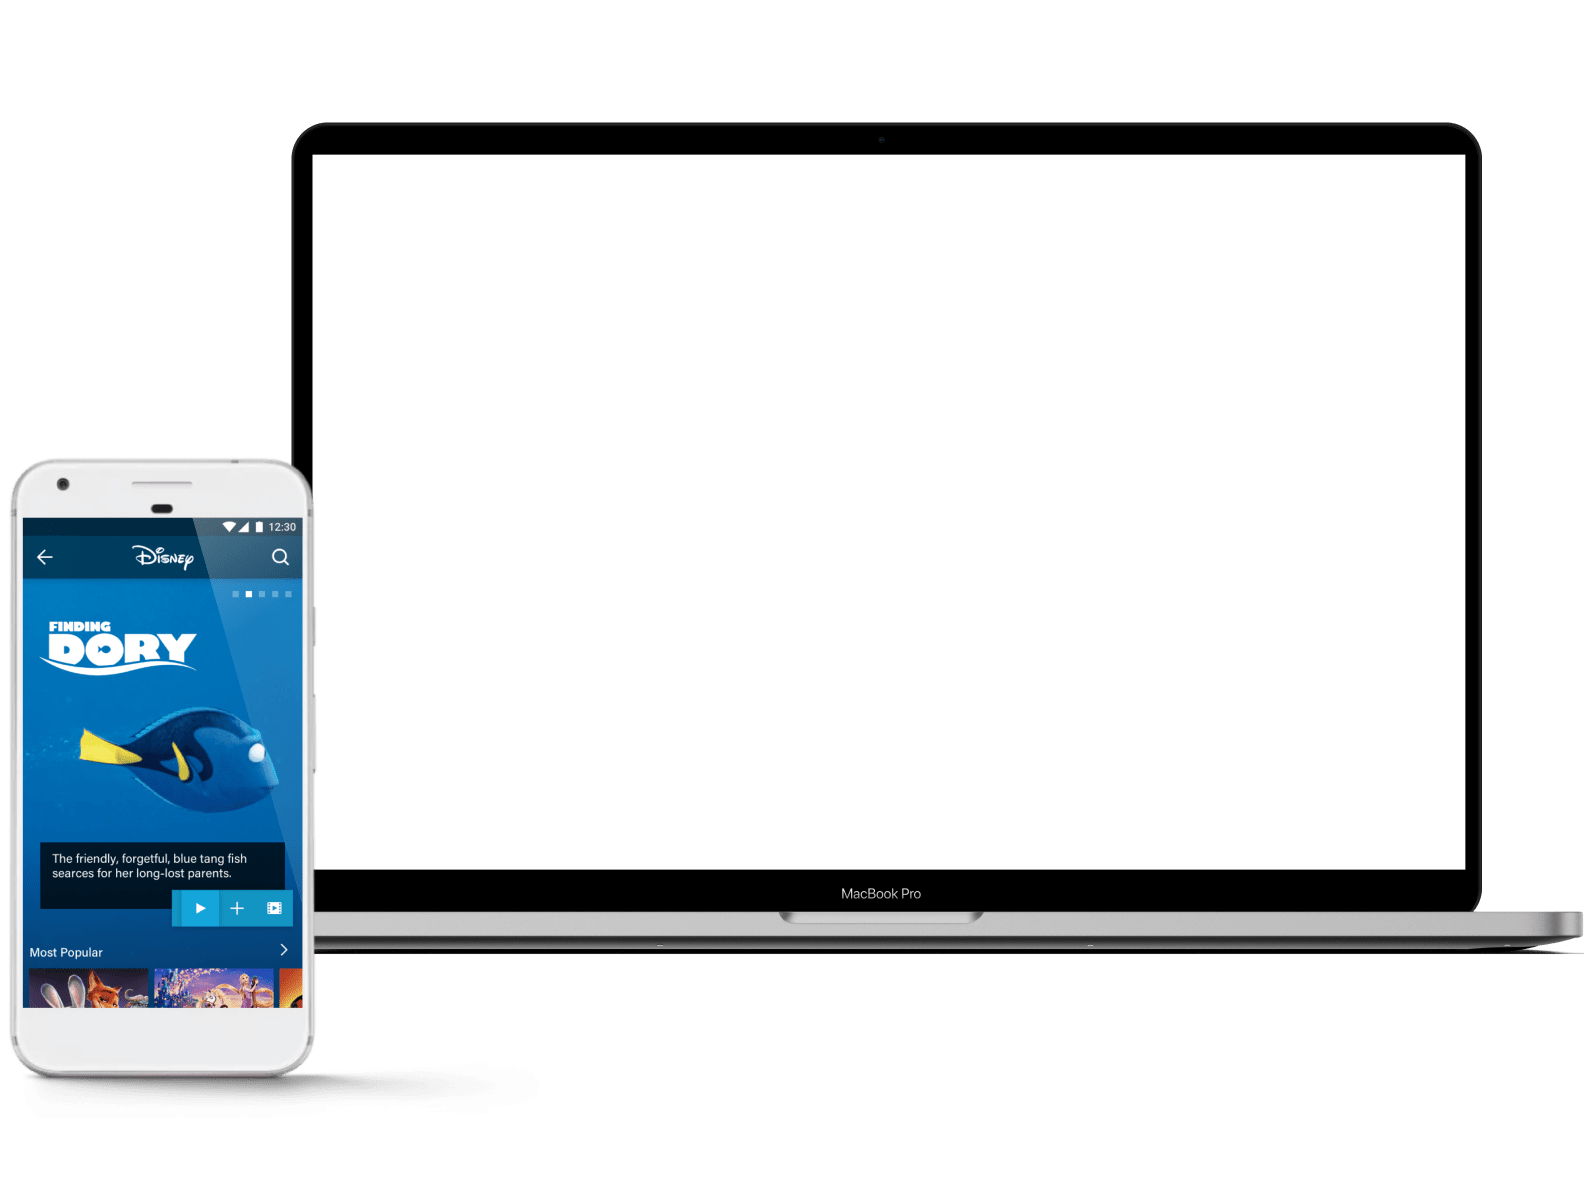 12:30
Disney
FINDING
DORY
The friendly, forgetful, blue tang fish
searces for her long-lost parents.
Most Popular
MacBook Pro